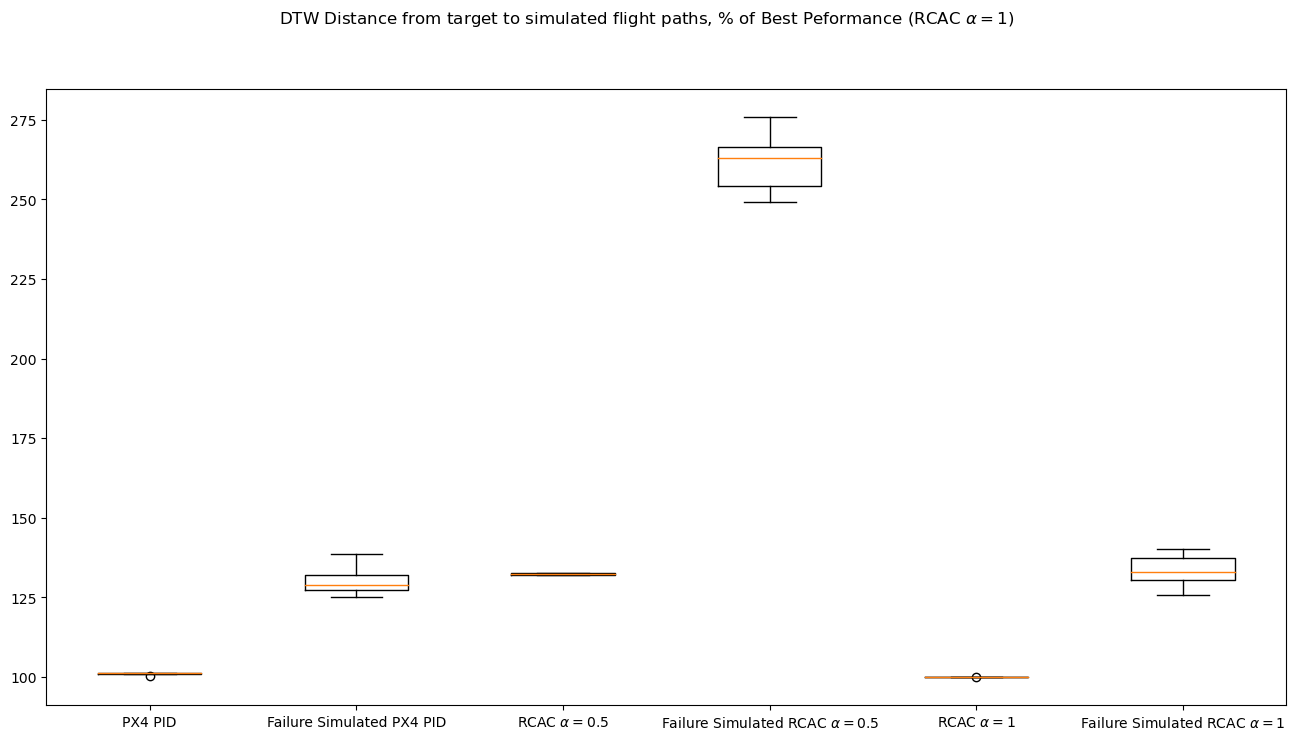 DTW Distance from target to simulated flight paths, % of Best Peformance (RCAC α = 1)
275
250
225
200
175
150
125
100
PX4 PID
Failure Simulated PX4 PID
RCAC α = 0.5
Failure Simulated RCAC α = 0.5
RCAC α = 1
Failure Simulated RCAC α = 1